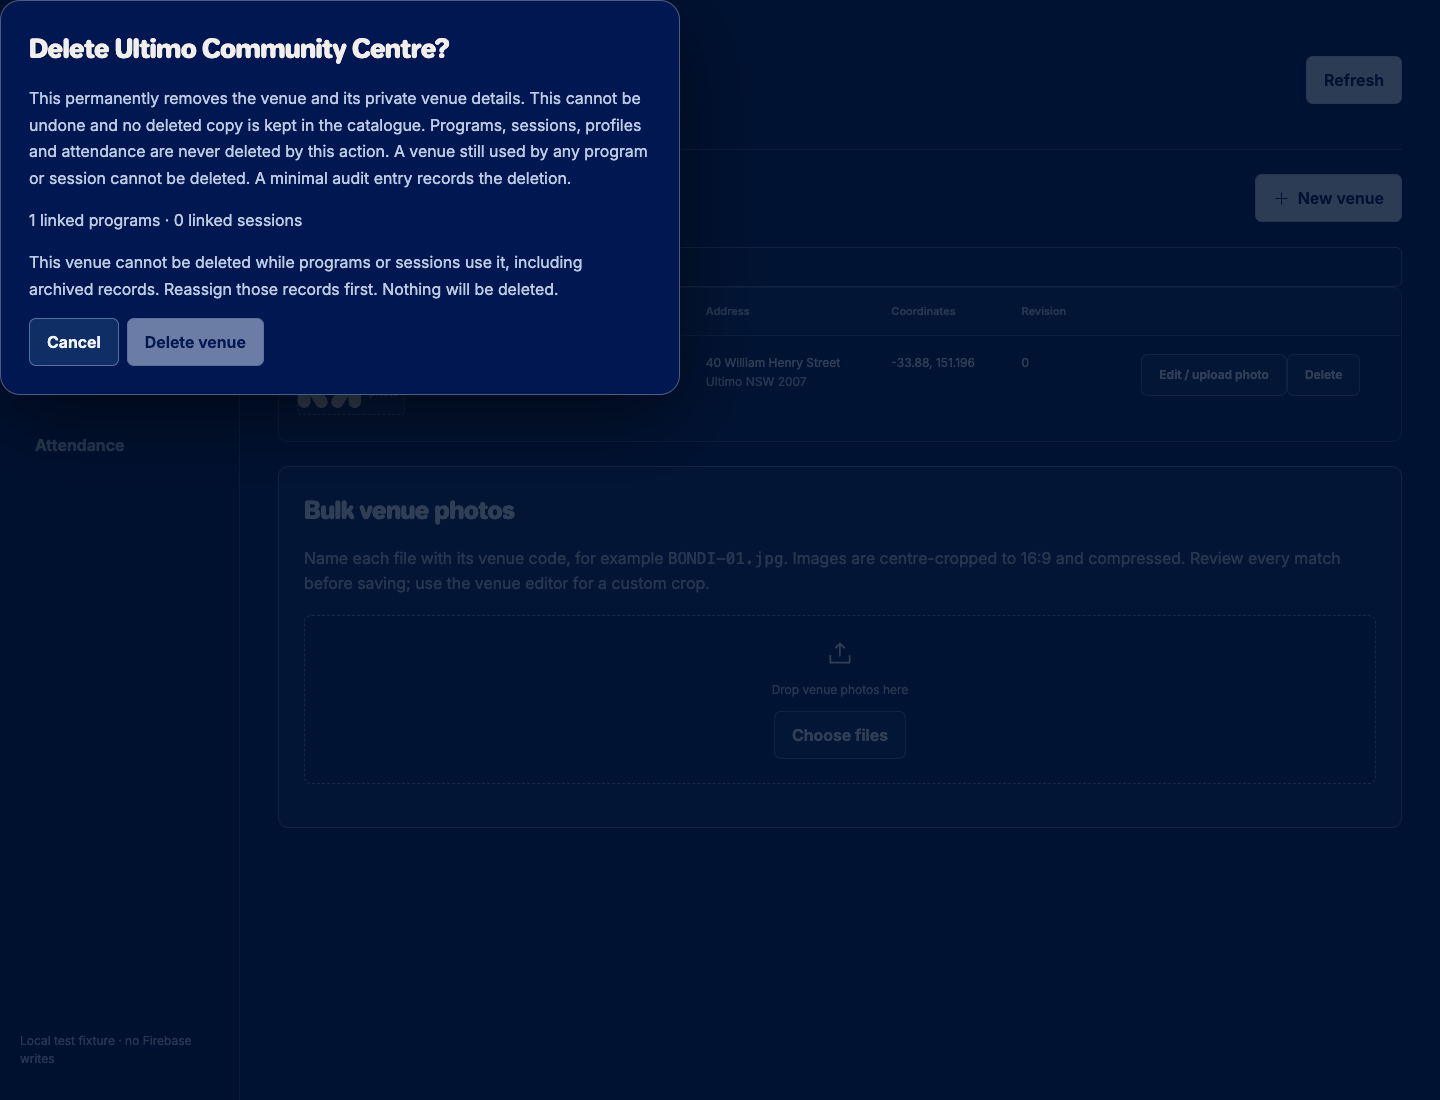 Delete Ultimo Community Centre?
This permanently removes the venue and its private venue details. This cannot be
undone and no deleted copy is kept in the catalogue. Programs, sessions, profiles
and attendance are never deleted by this action. A venue still used by any program
or session cannot be deleted. A minimal audit entry records the deletion.
1 linked programs · 0 linked sessions
This venue cannot be deleted while programs or sessions use it, including
archived records. Reassign those records first. Nothing will be deleted.
Cancel
Delete venue
Refresh
+ New venue
Address
Coordinates
Revision
40 William Henry Street
Ultimo NSW 2007
-33.88, 151.196
0
Edit / upload photo
Delete
Attendance
Bulk venue photos
Name each file with its venue code, for example BONDI-01.jpg. Images are centre-cropped to 16:9 and compressed. Review every match
before saving; use the venue editor for a custom crop.
Drop venue photos here
Choose files
Local test fixture · no Firebase
writes